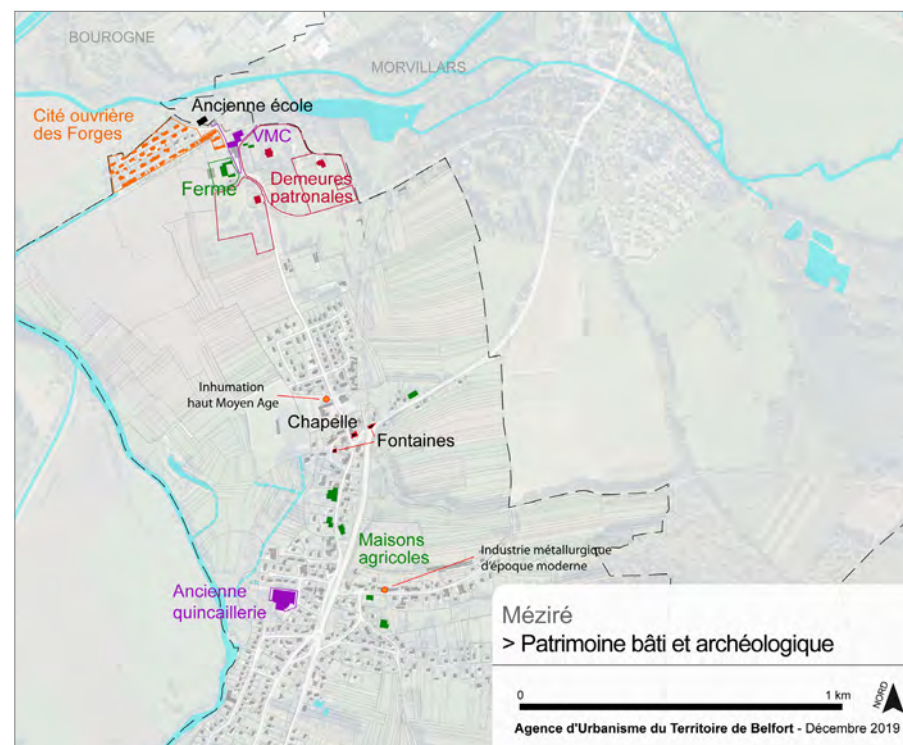 BOUROGNE
MORVILLARS
Ancienne école
Cité ouvrière
des Forges
VMC
Ferme
Demeures
patronales
Inhumation
haut Moyen Age
Chapelle
Fontaines
Maisons
agricoles
Industrie métallurgique
d'époque moderne
Ancienne
quincaillerie
Méziré
> Patrimoine bâti et archéologique
0 1 km
NORD
Agence d'Urbanisme du Territoire de Belfort - Décembre 2019